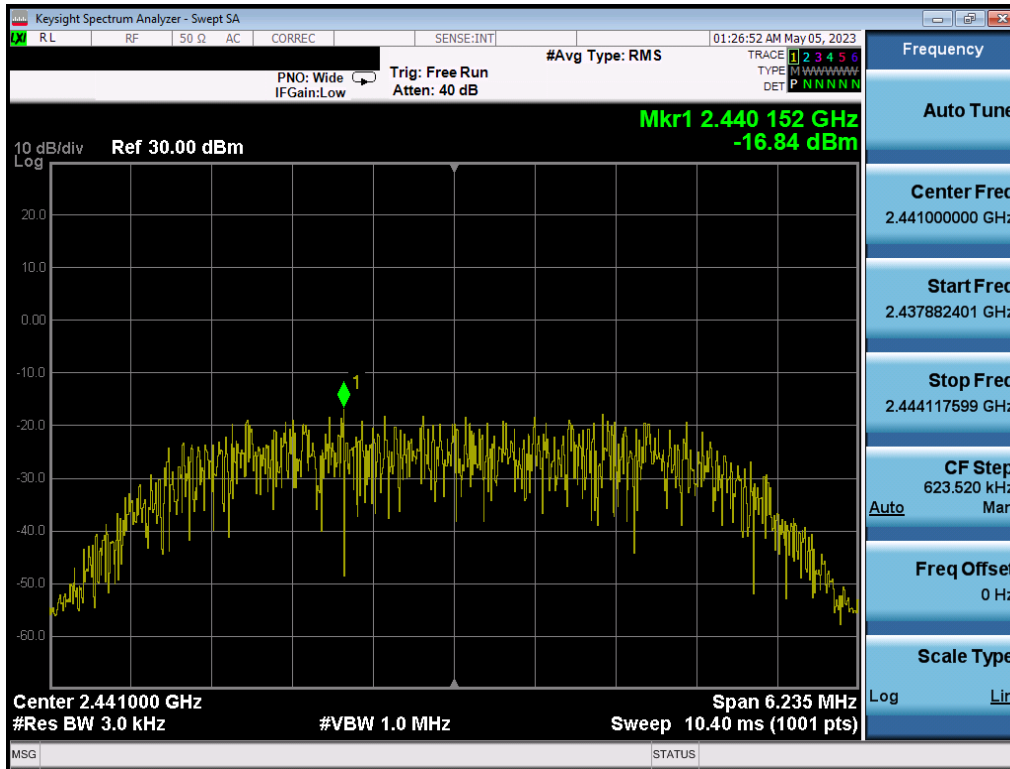 Keysight Spectrum Analyzer - Swept SA
LXI RL RF 50 Ω AC CORREC SENSE:INT 01:26:52 AM May 05, 2023
#Avg Type: RMS TRACE 1 2 3 4 5 6
PNO: Wide Trig: Free Run TYPE M WWWWW
IFGain:Low Atten: 40 dB DET P N N N N N
Frequency
Auto Tune
Mkr1 2.440 152 GHz
-16.84 dBm
10 dB/div Ref 30.00 dBm
Log
20.0
10.0
0.00
-10.0
-20.0
-30.0
-40.0
-50.0
-60.0
1
Center Freq
2.441000000 GHz
Start Freq
2.437882401 GHz
Stop Freq
2.444117599 GHz
CF Step
623.520 kHz
Auto Man
Freq Offset
0 Hz
Scale Type
Log Lin
Center 2.441000 GHz Span 6.235 MHz
#Res BW 3.0 kHz #VBW 1.0 MHz Sweep 10.40 ms (1001 pts)
MSG STATUS